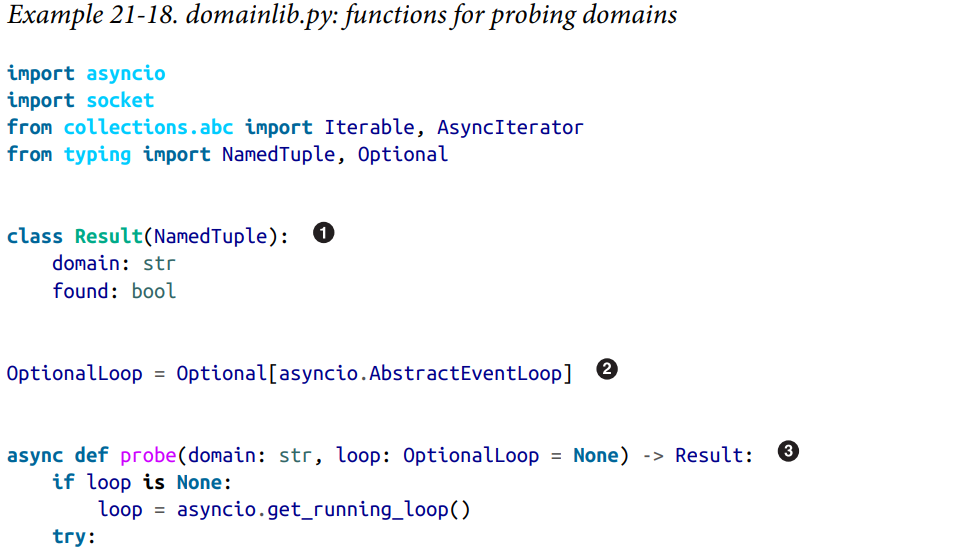 Example 21-18. domainlib.py: functions for probing domains
import asyncio
import socket
from collections.abc import Iterable, AsyncIterator
from typing import NamedTuple, Optional
class Result(NamedTuple): ❶
    domain: str
    found: bool
OptionalLoop = Optional[asyncio.AbstractEventLoop] ❷
async def probe(domain: str, loop: OptionalLoop = None) -> Result: ❸
    if loop is None:
        loop = asyncio.get_running_loop()
    try: